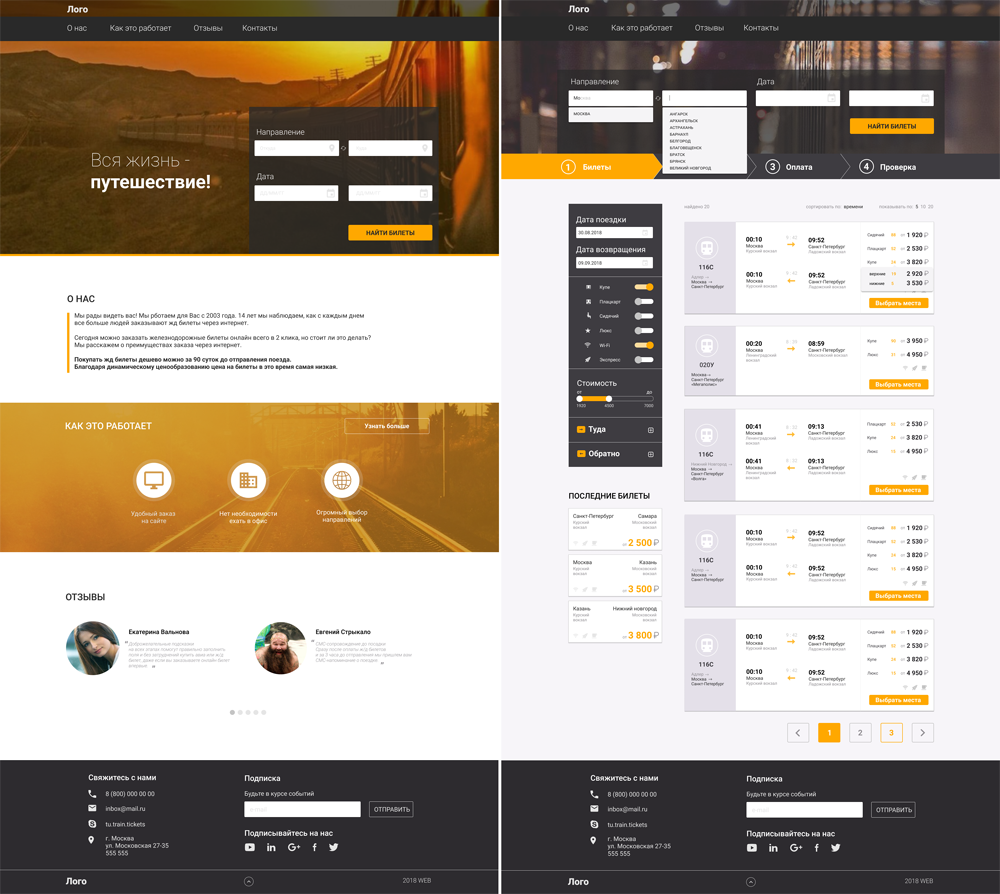 Лого
О нас Как это работает Отзывы Контакты
Вся жизнь -
путешествие!
Направление
Дата
НАЙТИ БИЛЕТЫ
О НАС
Мы рады видеть вас! Мы рботаем для Вас с 2003 года. 14 лет мы наблюдаем, как с каждым днем
все больше людей заказывают жд билеты через интернет.
Сегодня можно заказать железнодорожные билеты онлайн всего в 2 клика, но стоит ли это делать?
Мы расскажем о преимуществах заказа через интернет.
Покупать жд билеты дешево можно за 90 суток до отправления поезда.
Благодаря динамическому ценообразованию цена на билеты в это время самая низкая.
КАК ЭТО РАБОТАЕТ
Узнать больше
Удобный заказ
на сайте
Нет необходимости
ехать в офис
Огромный выбор
направлений
ОТЗЫВЫ
Екатерина Вальнова
Евгений Стрыкало
Свяжитесь с нами
8 (800) 000 00 00
inbox@mail.ru
tu.train.tickets
г. Москва
ул. Московская 27-35
555 555
Подписка
Будьте в курсе событий
e-mail
ОТПРАВИТЬ
Подписывайтесь на нас
Лого
2018 WEB
Лого
О нас Как это работает Отзывы Контакты
Направление
Дата
Москва
МОСКВА
АНГАРСК
АРХАНГЕЛЬСК
АСТРАХАНЬ
БАРНАУЛ
БЕЛГОРОД
БЛАГОВЕЩЕНСК
БРАТСК
БРЯНСК
ВЕЛИКИЙ НОВГОРОД
НАЙТИ БИЛЕТЫ
1 Билеты
3 Оплата
4 Проверка
Дата поездки
30.08.2018
Дата возвращения
09.09.2018
Купе
Плацкарт
Сидячий
Люкс
Wi-Fi
Экспресс
Стоимость
от до
1920 4500 7000
Туда
Обратно
ПОСЛЕДНИЕ БИЛЕТЫ
Санкт-Петербург Самара
Курский вокзал Московский вокзал
от 2 500 ₽
Москва Казань
Курский вокзал Московский вокзал
от 3 500 ₽
Казань Нижний новгород
Курский вокзал Московский вокзал
от 3 800 ₽
найдено 20
сортировать по: времени
показывать по: 5 10 20
116С
Адлер →
Москва →
Санкт-Петербург
00:10 09:52
Москва Санкт-Петербург
Курский вокзал Ладожский вокзал
00:10 09:52
Москва Санкт-Петербург
Курский вокзал Ладожский вокзал
Сидячий 88 от 1 920 ₽
Плацкарт 52 от 2 530 ₽
Купе 24 от 3 820 ₽
верхние 19 2 920 ₽
нижние 5 3 530 ₽
Выбрать места
020У
Москва→
Санкт-Петербург
«Мегаполис»
00:20 08:59
Москва Санкт-Петербург
Ленинградский вокзал Ладожский вокзал
Купе от 3 950 ₽
Люкс от 4 950 ₽
Выбрать места
116С
Нижний Новгород →
Москва →
Санкт-Петербург
«Волга»
00:41 09:13
Москва Санкт-Петербург
Ленинградский вокзал Ладожский вокзал
00:41 09:13
Москва Санкт-Петербург
Ленинградский вокзал Ладожский вокзал
Плацкарт 52 от 2 530 ₽
Купе 24 от 3 820 ₽
Люкс 15 от 4 950 ₽
Выбрать места
116С
Адлер →
Москва →
Санкт-Петербург
00:10 09:52
Москва Санкт-Петербург
Курский вокзал Ладожский вокзал
00:10 09:52
Москва Санкт-Петербург
Курский вокзал Ладожский вокзал
Сидячий 88 от 1 920 ₽
Плацкарт 52 от 2 530 ₽
Купе 24 от 3 820 ₽
Люкс 15 от 4 950 ₽
Выбрать места
116С
Адлер →
Москва →
Санкт-Петербург
00:10 09:52
Москва Санкт-Петербург
Курский вокзал Ладожский вокзал
00:10 09:52
Москва Санкт-Петербург
Курский вокзал Ладожский вокзал
Сидячий 88 от 1 920 ₽
Плацкарт 52 от 2 530 ₽
Купе 24 от 3 820 ₽
Люкс 15 от 4 950 ₽
Выбрать места
1 2 3
Свяжитесь с нами
8 (800) 000 00 00
inbox@mail.ru
tu.train.tickets
г. Москва
ул. Московская 27-35
555 555
Подписка
Будьте в курсе событий
e-mail
ОТПРАВИТЬ
Подписывайтесь на нас
Лого
2018 WEB